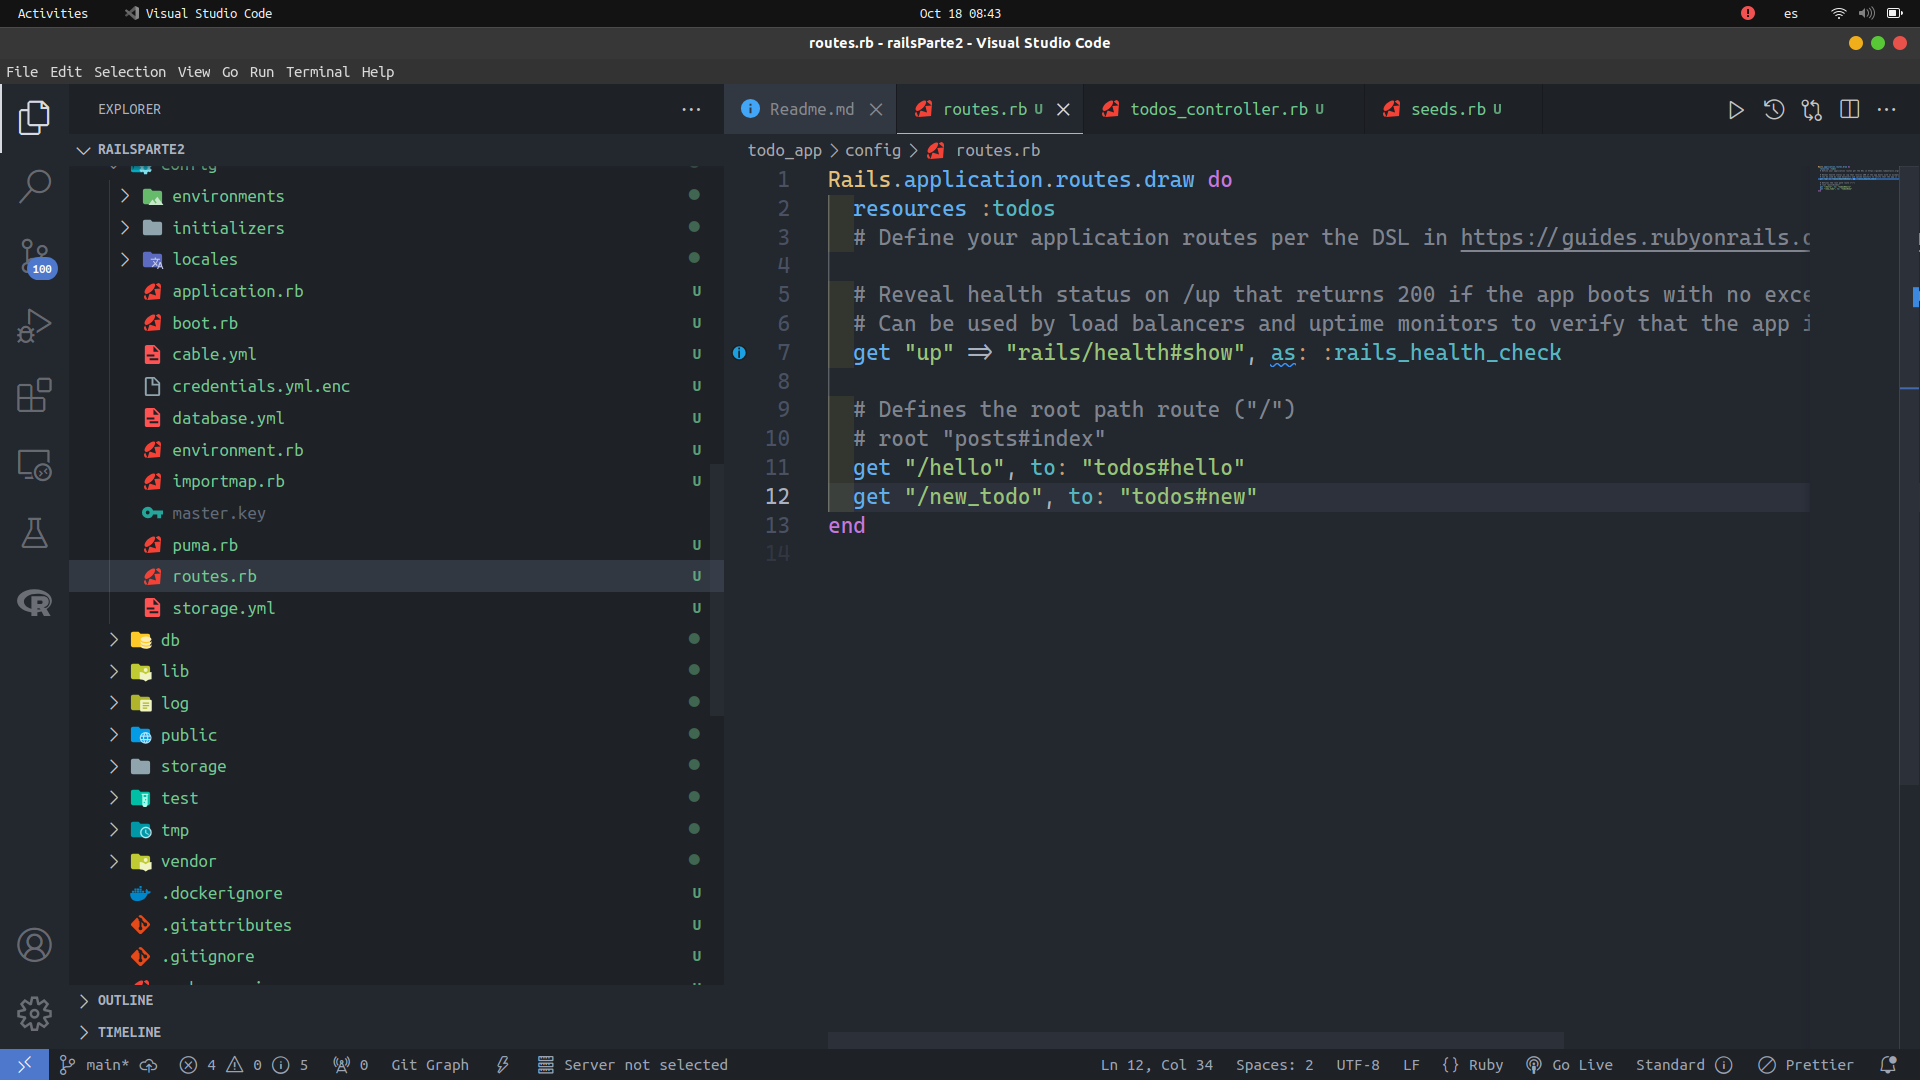 Activities Visual Studio Code Oct 18 08:43 es
routes.rb - railsParte2 - Visual Studio Code
File Edit Selection View Go Run Terminal Help
EXPLORER
RAILSPARTE2
config
environments
initializers
locales
application.rb U
boot.rb U
cable.yml U
credentials.yml.enc U
database.yml U
environment.rb U
importmap.rb U
master.key
puma.rb U
routes.rb U
storage.yml U
db
lib
log
public
storage
test
tmp
vendor
.dockerignore U
.gitattributes U
.gitignore U
OUTLINE
TIMELINE
100
Readme.md routes.rb U todos_controller.rb U seeds.rb U
todo_app > config > routes.rb
1 Rails.application.routes.draw do
2 resources :todos
3 # Define your application routes per the DSL in https://guides.rubyonrails.
4
5 # Reveal health status on /up that returns 200 if the app boots with no exce
6 # Can be used by load balancers and uptime monitors to verify that the app i
7 get "up" => "rails/health#show", as: :rails_health_check
8
9 # Defines the root path route ("/")
10 # root "posts#index"
11 get "/hello", to: "todos#hello"
12 get "/new_todo", to: "todos#new"
13 end
14
main* 4 0 5 0 Git Graph Server not selected Ln 12, Col 34 Spaces: 2 UTF-8 LF {} Ruby Go Live Standard Prettier